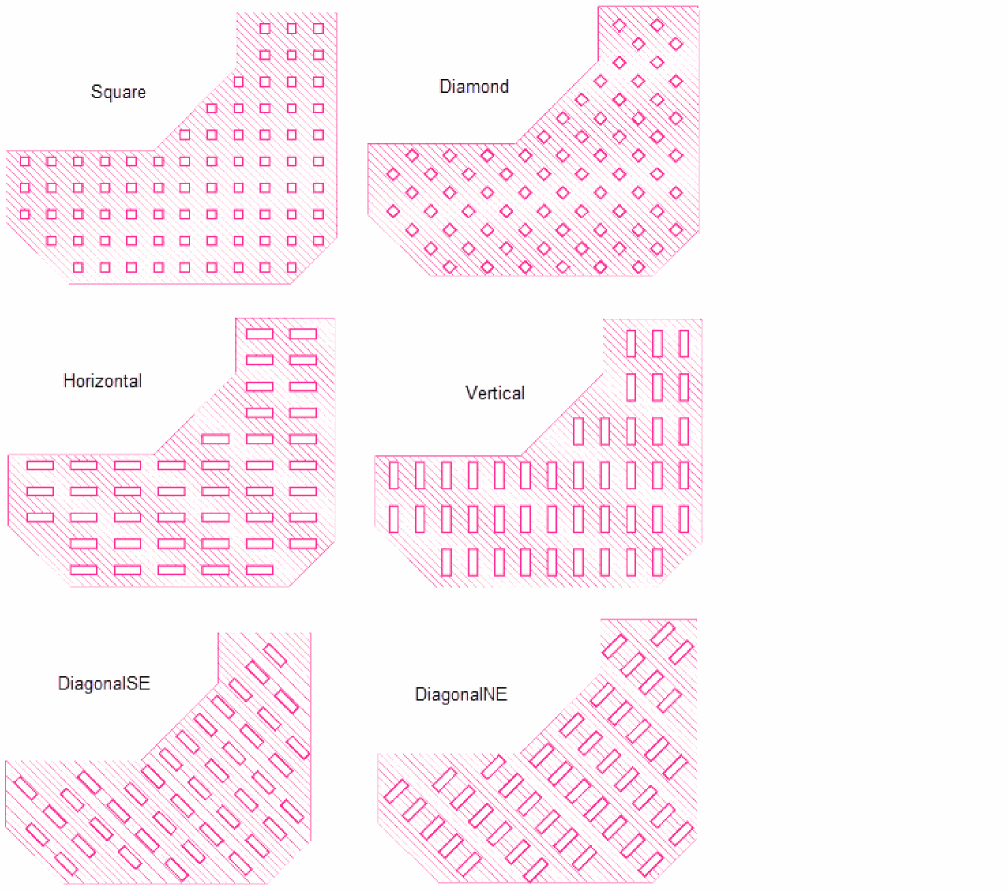 Square
Diamond
Horizontal
Vertical
DiagonalSE
DiagonalNE